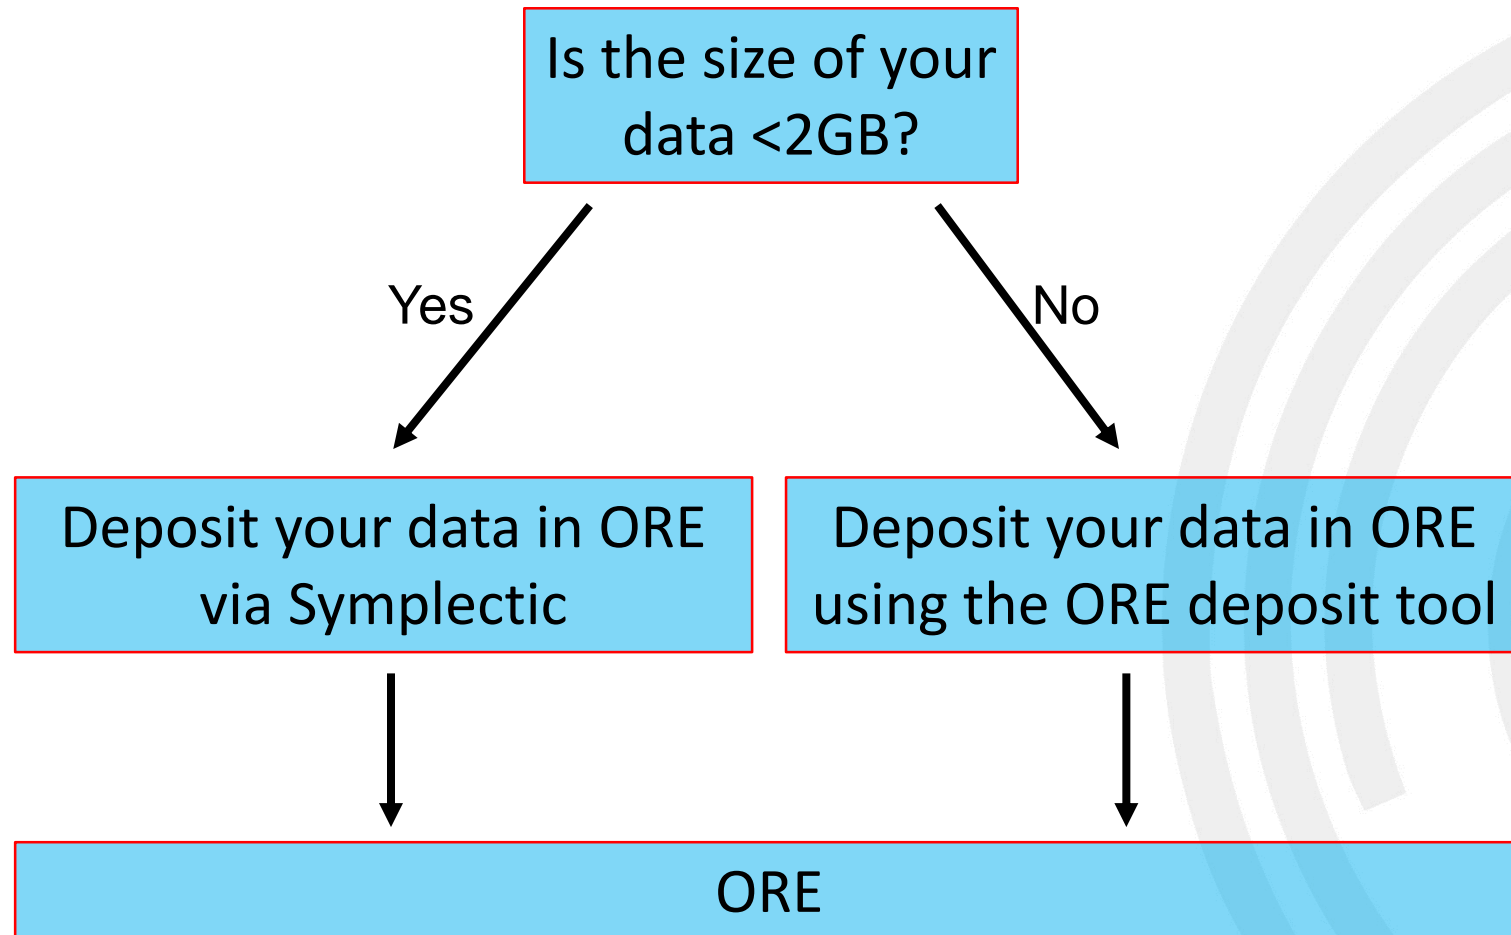 Is the size of your
data <2GB?
Yes
No
Deposit your data in ORE
via Symplectic
Deposit your data in ORE
using the ORE deposit tool
ORE